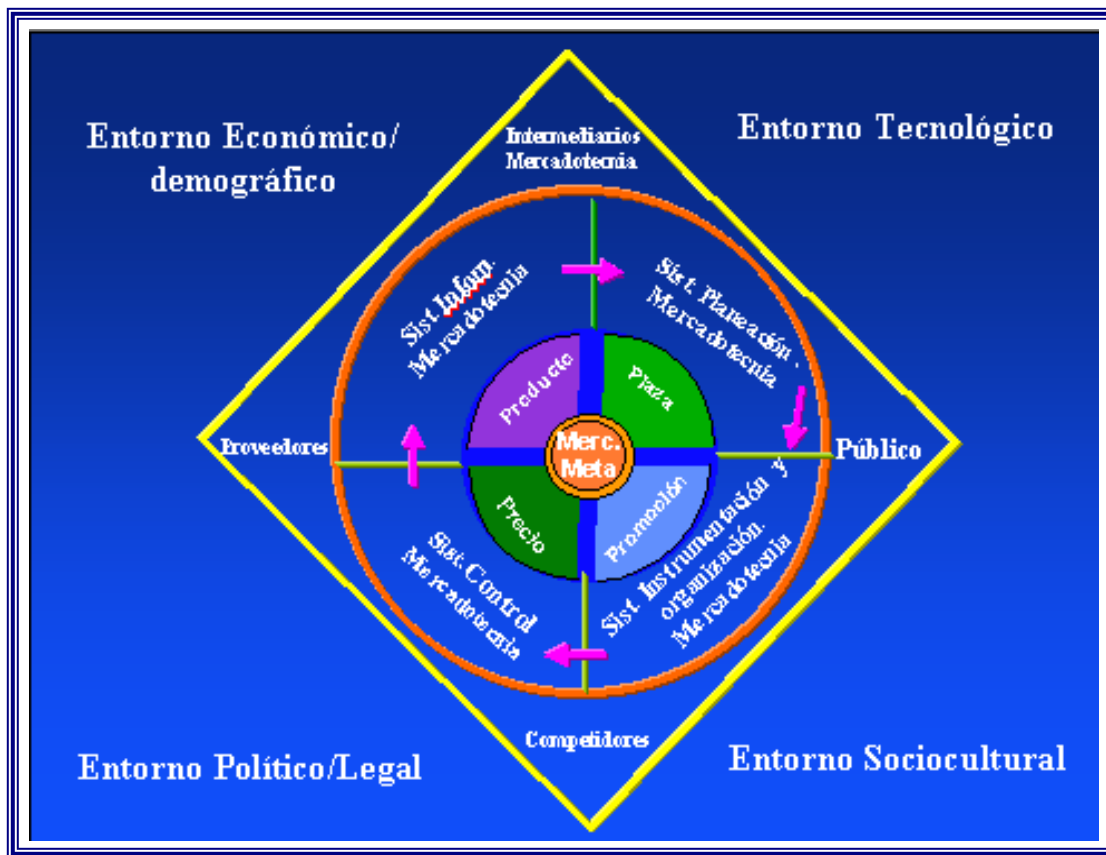 Entorno Económico/
demográfico
Entorno Tecnológico
Intermediarios
Mercadotecnia
Sist. Infom.
Mercadotecnia
Sist. Planeación.
Mercadotecnia
Producto
Plaza
Proveedores
Merc.
Meta
Público
Precio
Promoción
Sist. Control
Mercadotecnia
Sist. Instrumentación y
organización.
Mercadotecnia
Competidores
Entorno Político/Legal
Entorno Sociocultural